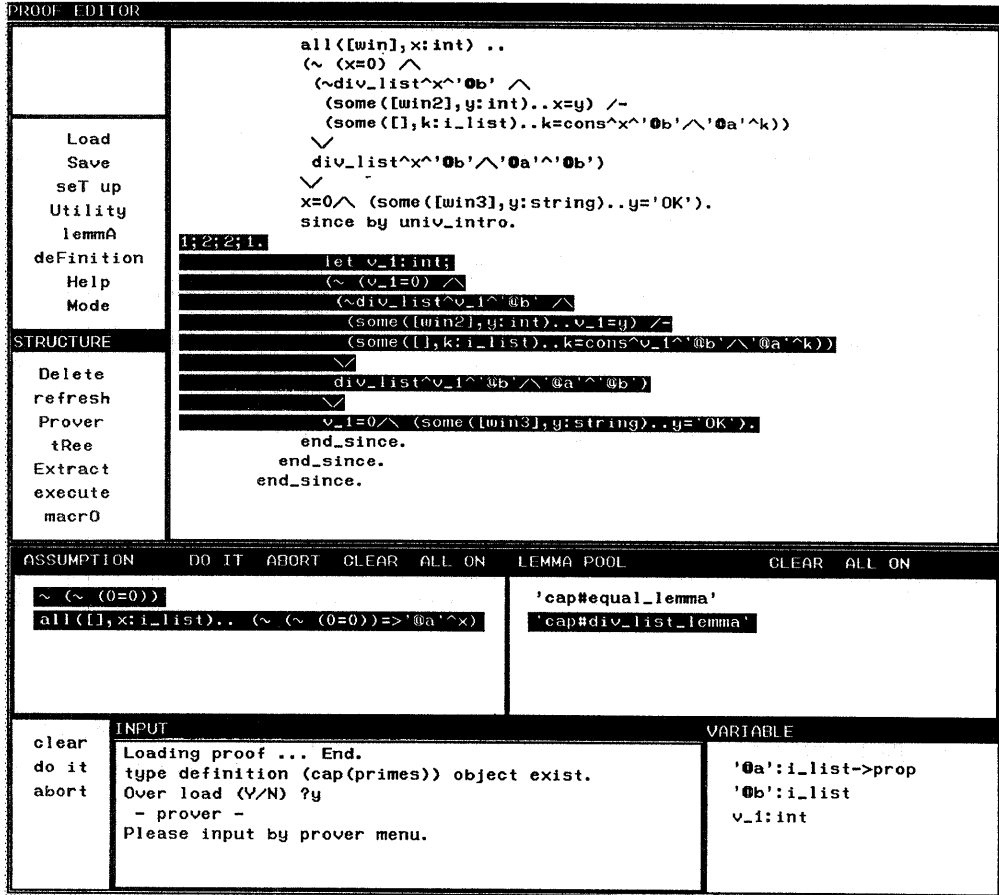 PROOF EDITOR
all([win],x:int) ..
(~ (x=0) /\
(~div_list^x^'@b' /\
(some([win2],y:int)..x=y) /-
(some([],k:i_list)..k=cons^x^'@b'/\'@a'^k))
\/
div_list^x^'@b'/\'@a'^'@b')
\/
x=0/\ (some([win3],y:string)..y='OK').
since by univ_intro.
1;2;2;1.
let v_1:int;
(~ (v_1=0) /\
(~div_list^v_1^'@b' /\
(some([win2],y:int)..v_1=y) /-
(some([],k:i_list)..k=cons^v_1^'@b'/\'@a'^k))
\/
div_list^v_1^'@b'/\'@a'^'@b')
\/
v_1=0/\ (some([win3],y:string)..y='OK').
end_since.
end_since.
end_since.
Load
Save
seT up
Utility
lemmA
deFinition
Help
Mode
STRUCTURE
Delete
refresh
Prover
tRee
Extract
execute
macrO
ASSUMPTION DO IT ABORT CLEAR ALL ON
~ (~ (0=0))
all([],x:i_list).. (~ (~ (0=0))=>'@a'^x)
LEMMA POOL CLEAR ALL ON
'cap#equal_lemma'
'cap#div_list_lemma'
clear
do it
abort
INPUT
Loading proof ... End.
type definition (cap(primes)) object exist.
Over load (Y/N) ?y
- prover -
Please input by prover menu.
VARIABLE
'@a':i_list->prop
'@b':i_list
v_1:int